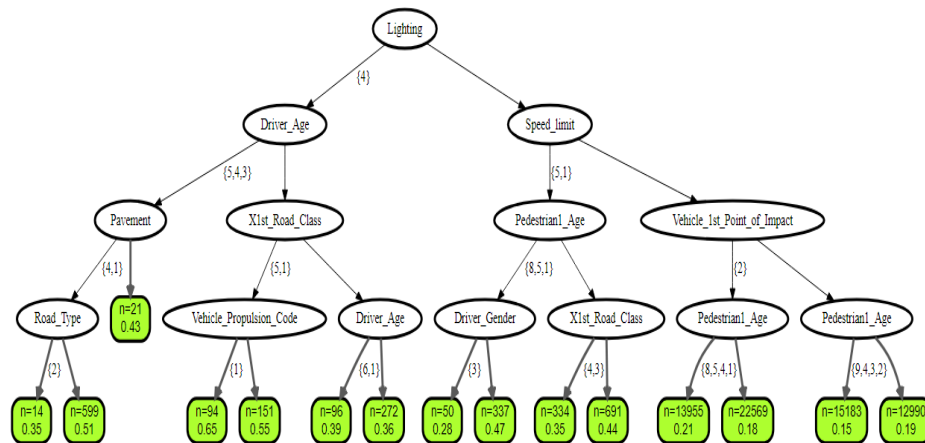 Lighting
{4}
Driver_Age
Speed_limit
{5,4,3}
{5,1}
Pavement
X1st_Road_Class
Pedestrian1_Age
Vehicle_1st_Point_of_Impact
{4,1}
{5,1}
{8,5,1}
{2}
Road_Type
n=21
0.43
Vehicle_Propulsion_Code
Driver_Age
Driver_Gender
X1st_Road_Class
Pedestrian1_Age
Pedestrian1_Age
{2}
{1}
{6,1}
{3}
{4,3}
{8,5,4,1}
{9,4,3,2}
n=14
0.35
n=599
0.51
n=94
0.65
n=151
0.55
n=96
0.39
n=272
0.36
n=50
0.28
n=337
0.47
n=334
0.35
n=691
0.44
n=13955
0.21
n=22569
0.18
n=15183
0.15
n=12990
0.19